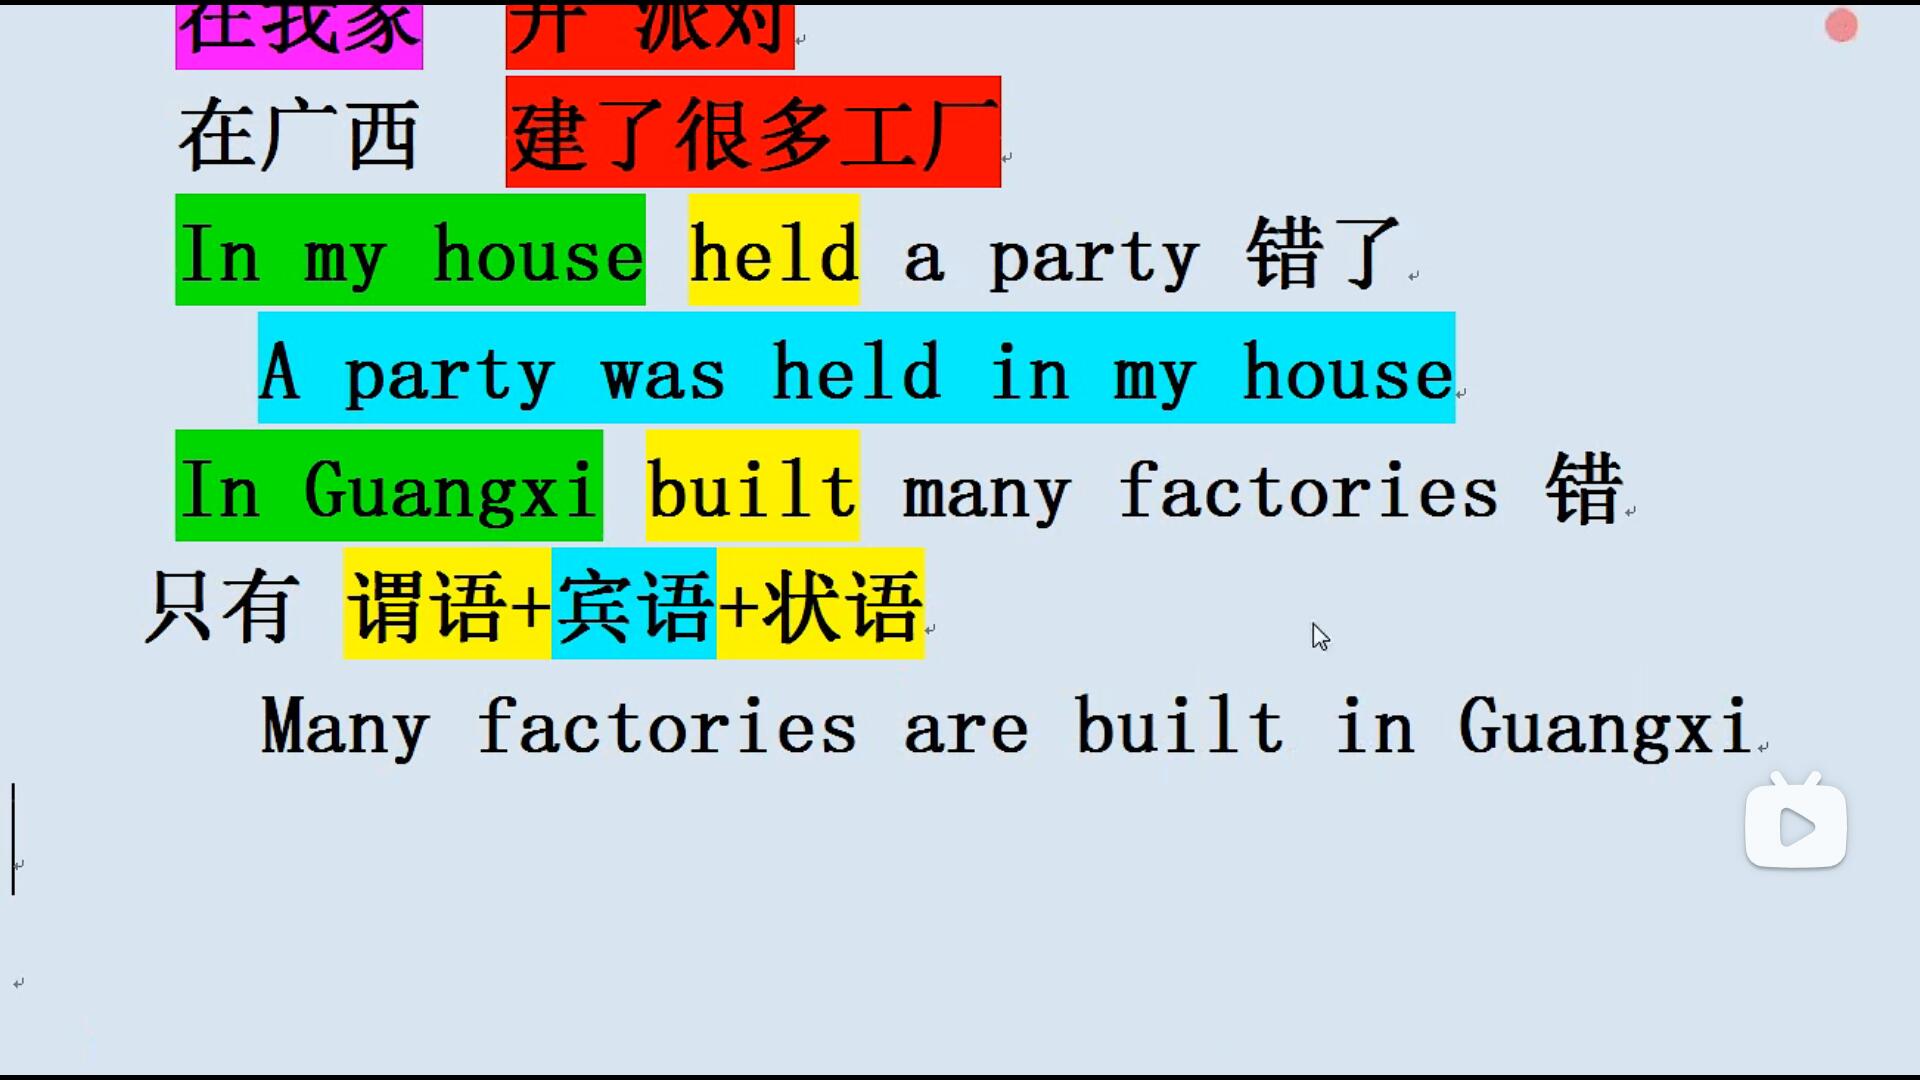 在我家 开 派对
在广西 建了很多工厂
In my house held a party 错了
A party was held in my house
In Guangxi built many factories 错
只有 谓语+宾语+状语
Many factories are built in Guangxi